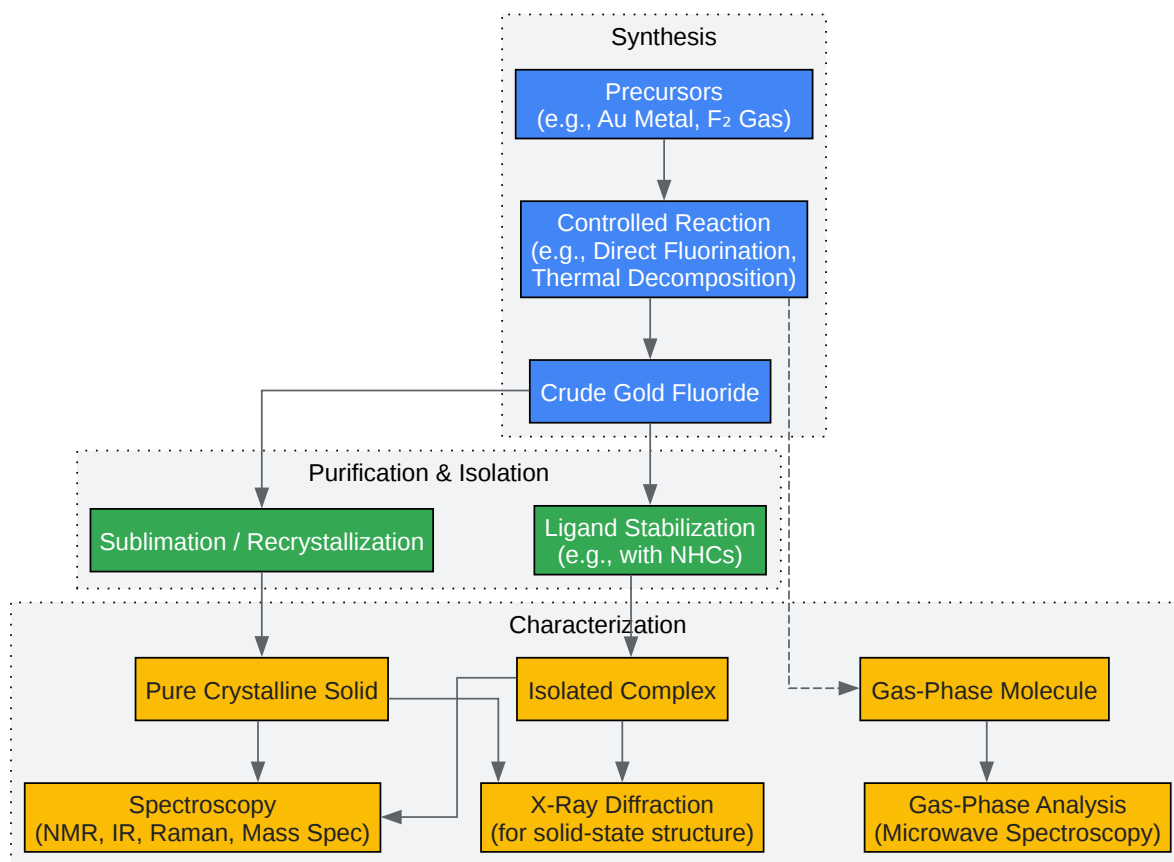 Synthesis
Precursors
(e.g., Au Metal, F₂ Gas)
Controlled Reaction
(e.g., Direct Fluorination,
Thermal Decomposition)
Crude Gold Fluoride
Purification & Isolation
Sublimation / Recrystallization
Ligand Stabilization
(e.g., with NHCs)
Characterization
Pure Crystalline Solid
Isolated Complex
Gas-Phase Molecule
Spectroscopy
(NMR, IR, Raman, Mass Spec)
X-Ray Diffraction
(for solid-state structure)
Gas-Phase Analysis
(Microwave Spectroscopy)